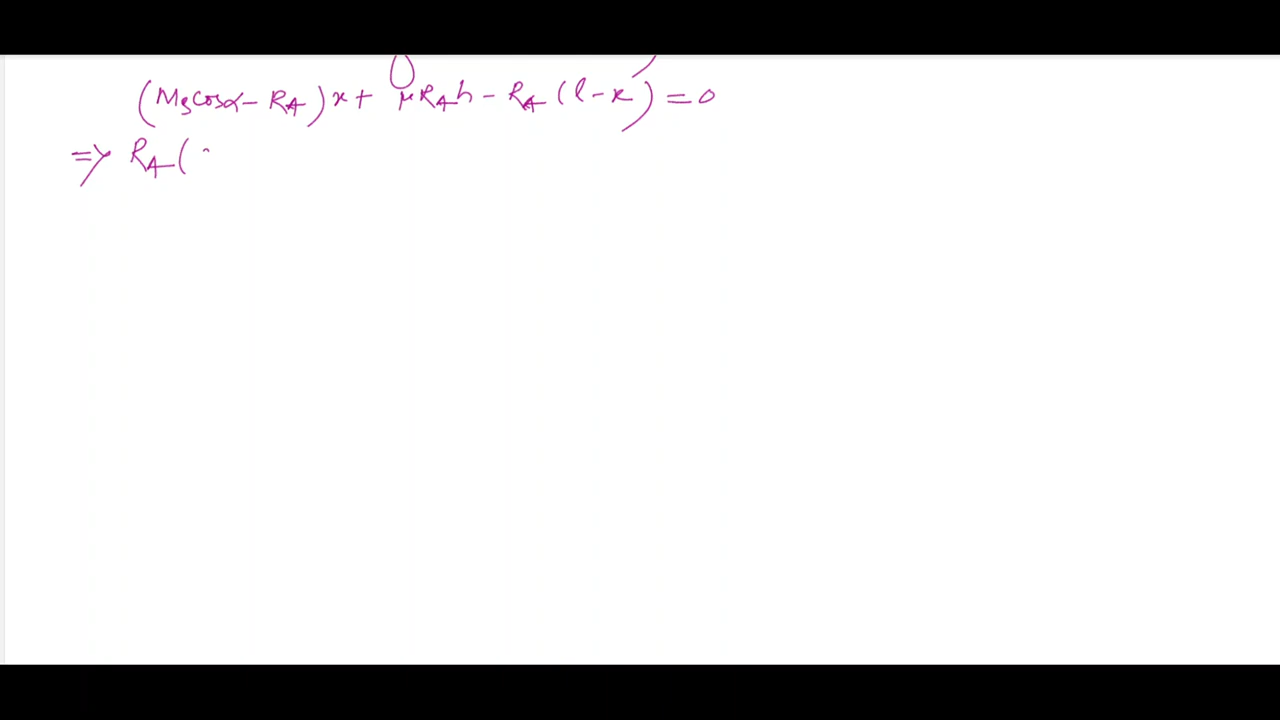 (Mg cosα - R_A)x + μR_A h - R_A(l - x) = 0
⇒ R_A(